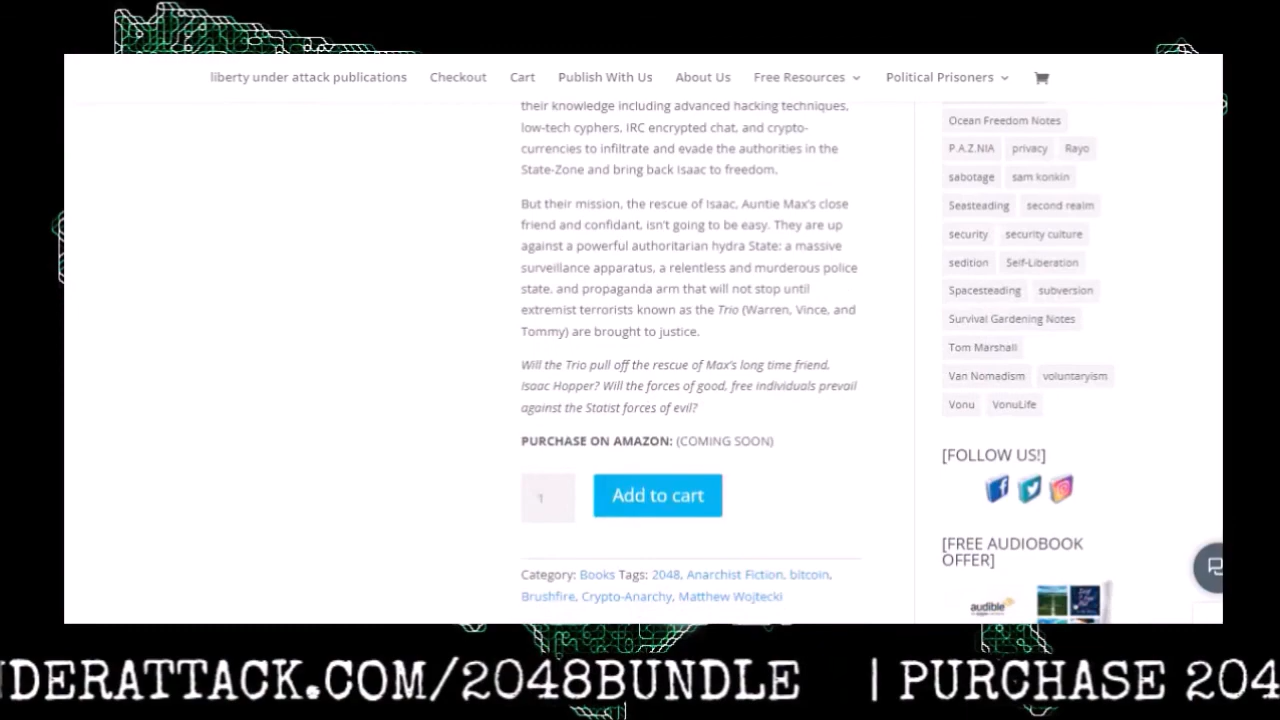 liberty under attack publications Checkout Cart Publish With Us About Us Free Resources Political Prisoners
their knowledge including advanced hacking techniques,
low-tech cyphers, IRC encrypted chat, and crypto-
currencies to infiltrate and evade the authorities in the
State-Zone and bring back Isaac to freedom.
But their mission, the rescue of Isaac, Auntie Max's close
friend and confidant, isn't going to be easy. They are up
against a powerful authoritarian hydra State: a massive
surveillance apparatus, a relentless and murderous police
state, and propaganda arm that will not stop until
extremist terrorists known as the Trio (Warren, Vince, and
Tommy) are brought to justice.
Will the Trio pull off the rescue of Max's long time friend,
Isaac Hopper? Will the forces of good, free individuals prevail
against the Statist forces of evil?
PURCHASE ON AMAZON: (COMING SOON)
1 Add to cart
Category: Books Tags: 2048, Anarchist Fiction, bitcoin,
Brushfire, Crypto-Anarchy, Matthew Wojtecki
Ocean Freedom Notes
P.A.Z.NIA privacy Rayo
sabotage sam konkin
Seasteading second realm
security security culture
sedition Self-Liberation
Spacesteading subversion
Survival Gardening Notes
Tom Marshall
Van Nomadism voluntaryism
Vonu VonuLife
[FOLLOW US!]
[FREE AUDIOBOOK
OFFER]
audible
NDERATTACK.COM/2048BUNDLE | PURCHASE 204